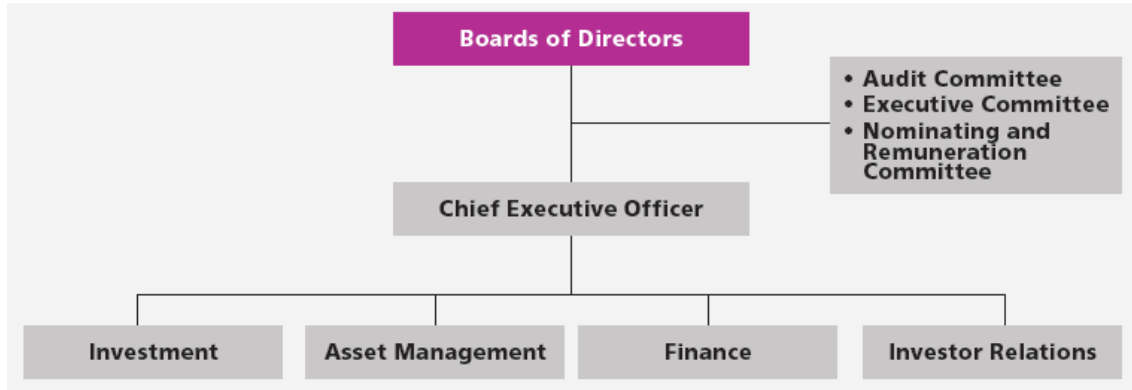 Boards of Directors
• Audit Committee
• Executive Committee
• Nominating and
Remuneration
Committee
Chief Executive Officer
Investment
Asset Management
Finance
Investor Relations